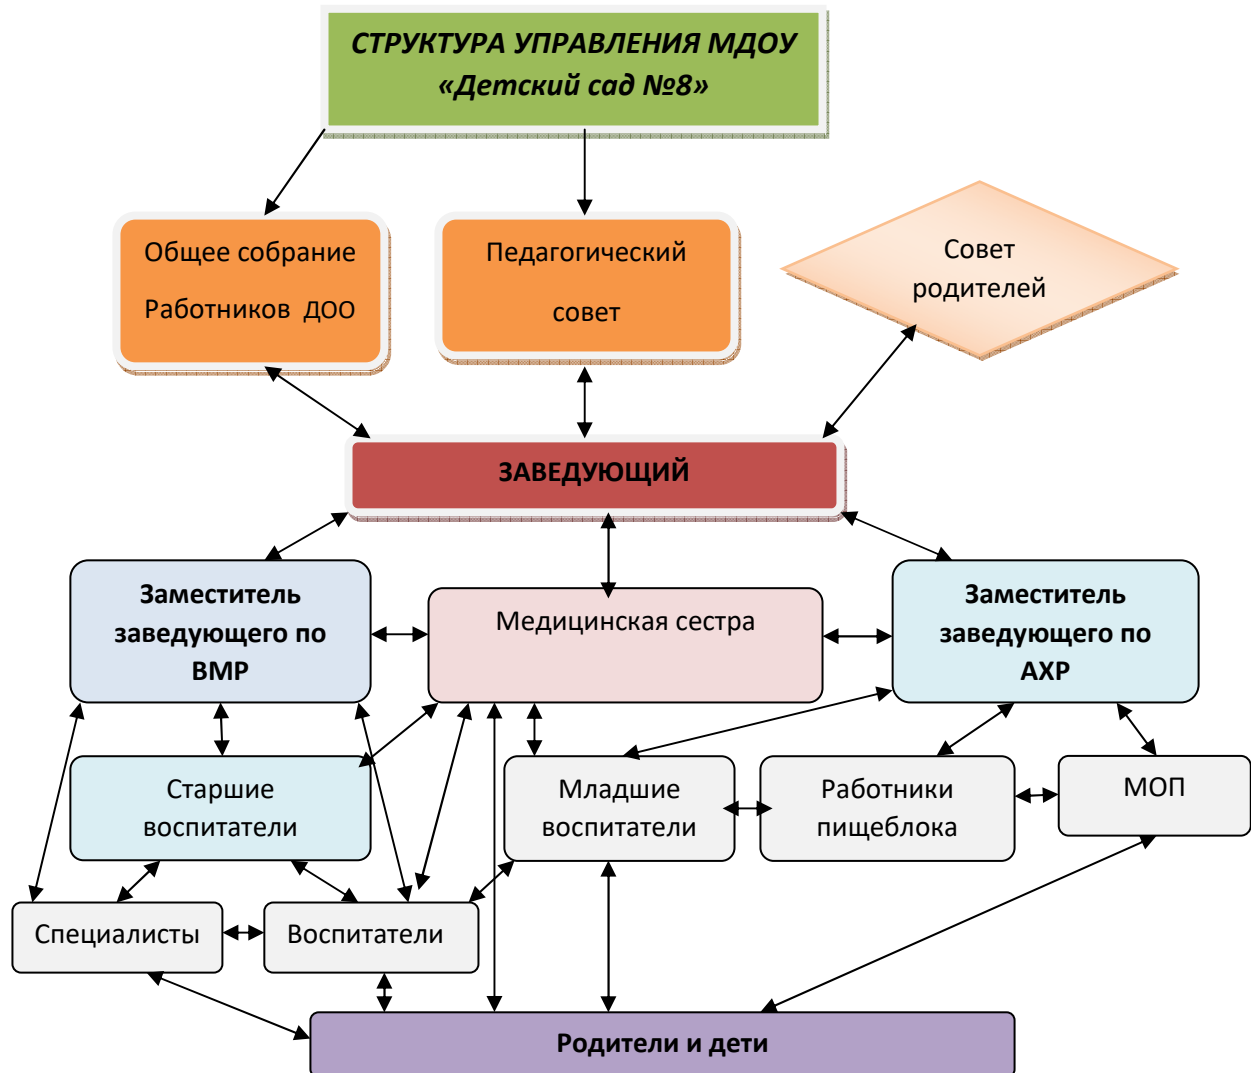 СТРУКТУРА УПРАВЛЕНИЯ МДОУ
«Детский сад №8»
Общее собрание
Работников ДОО
Педагогический
совет
Совет
родителей
ЗАВЕДУЮЩИЙ
Заместитель
заведующего по
ВМР
Медицинская сестра
Заместитель
заведующего по
АХР
Старшие
воспитатели
Младшие
воспитатели
Работники
пищеблока
МОП
Специалисты
Воспитатели
Родители и дети